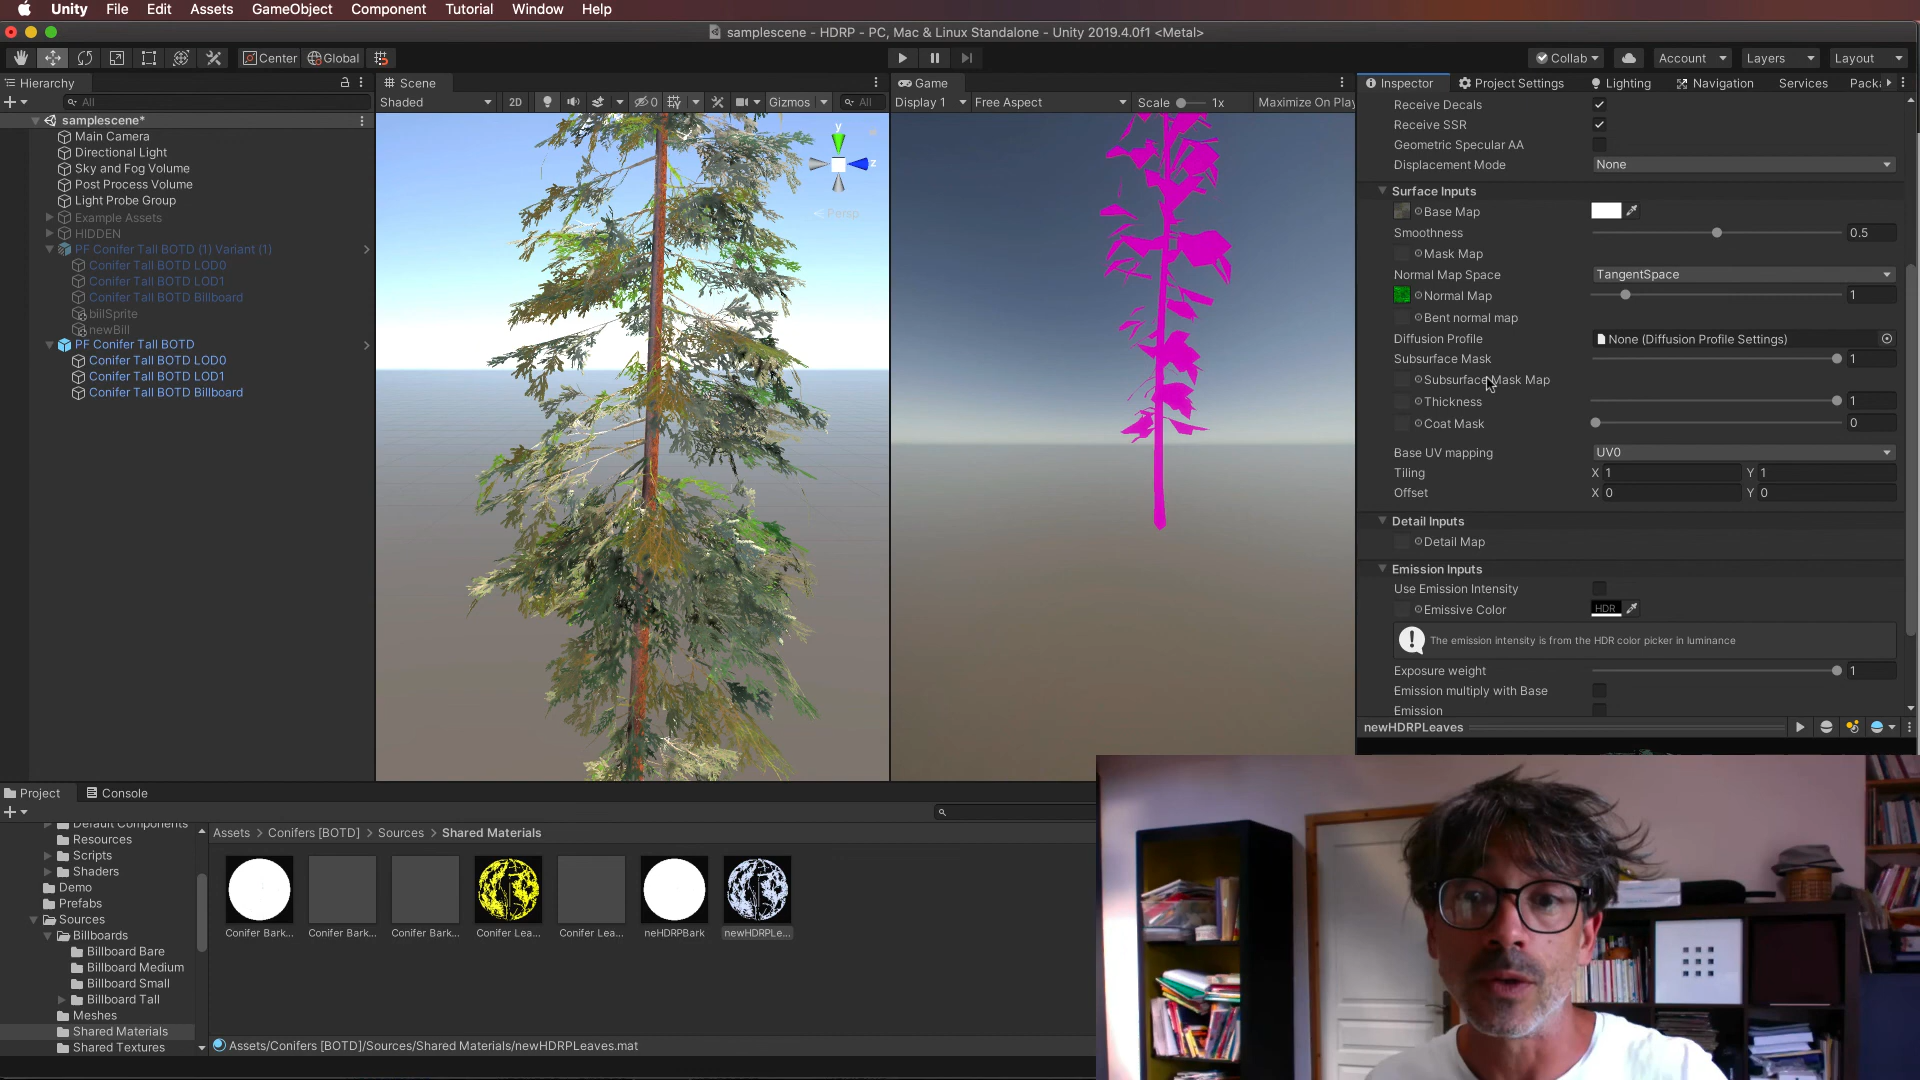 Unity File Edit Assets GameObject Component Tutorial Window Help
samplescene - HDRP - PC, Mac & Linux Standalone - Unity 2019.4.0f1 <Metal>
Center Global Collab Account Layers Layout
Hierarchy
All
samplescene*
Main Camera
Directional Light
Sky and Fog Volume
Post Process Volume
Light Probe Group
Example Assets
HIDDEN
PF Conifer Tall BOTD (1) Variant (1)
Conifer Tall BOTD LOD0
Conifer Tall BOTD LOD1
Conifer Tall BOTD Billboard
biilSprite
newBill
PF Conifer Tall BOTD
Conifer Tall BOTD LOD0
Conifer Tall BOTD LOD1
Conifer Tall BOTD Billboard
Scene
Shaded 2D 0 Gizmos All
y
z
< Persp
Game
Display 1 Free Aspect Scale 1x Maximize On Play
Inspector Project Settings Lighting Navigation Services Pack
Receive Decals
Receive SSR
Geometric Specular AA
Displacement Mode None
Surface Inputs
Base Map
Smoothness 0.5
Mask Map
Normal Map Space TangentSpace
Normal Map 1
Bent normal map
Diffusion Profile None (Diffusion Profile Settings)
Subsurface Mask 1
Subsurface Mask Map
Thickness 1
Coat Mask 0
Base UV mapping UV0
Tiling X 1 Y 1
Offset X 0 Y 0
Detail Inputs
Detail Map
Emission Inputs
Use Emission Intensity
Emissive Color HDR
The emission intensity is from the HDR color picker in luminance
Exposure weight 1
Emission multiply with Base
Emission
newHDRPLeaves
Project Console
Default Components
Resources
Scripts
Shaders
Demo
Prefabs
Sources
Billboards
Billboard Bare
Billboard Medium
Billboard Small
Billboard Tall
Meshes
Shared Materials
Shared Textures
Assets > Conifers [BOTD] > Sources > Shared Materials
Conifer Bark... Conifer Bark... Conifer Bark... Conifer Lea... Conifer Lea... neHDRPBark newHDRPLe...
Assets/Conifers [BOTD]/Sources/Shared Materials/newHDRPLeaves.mat